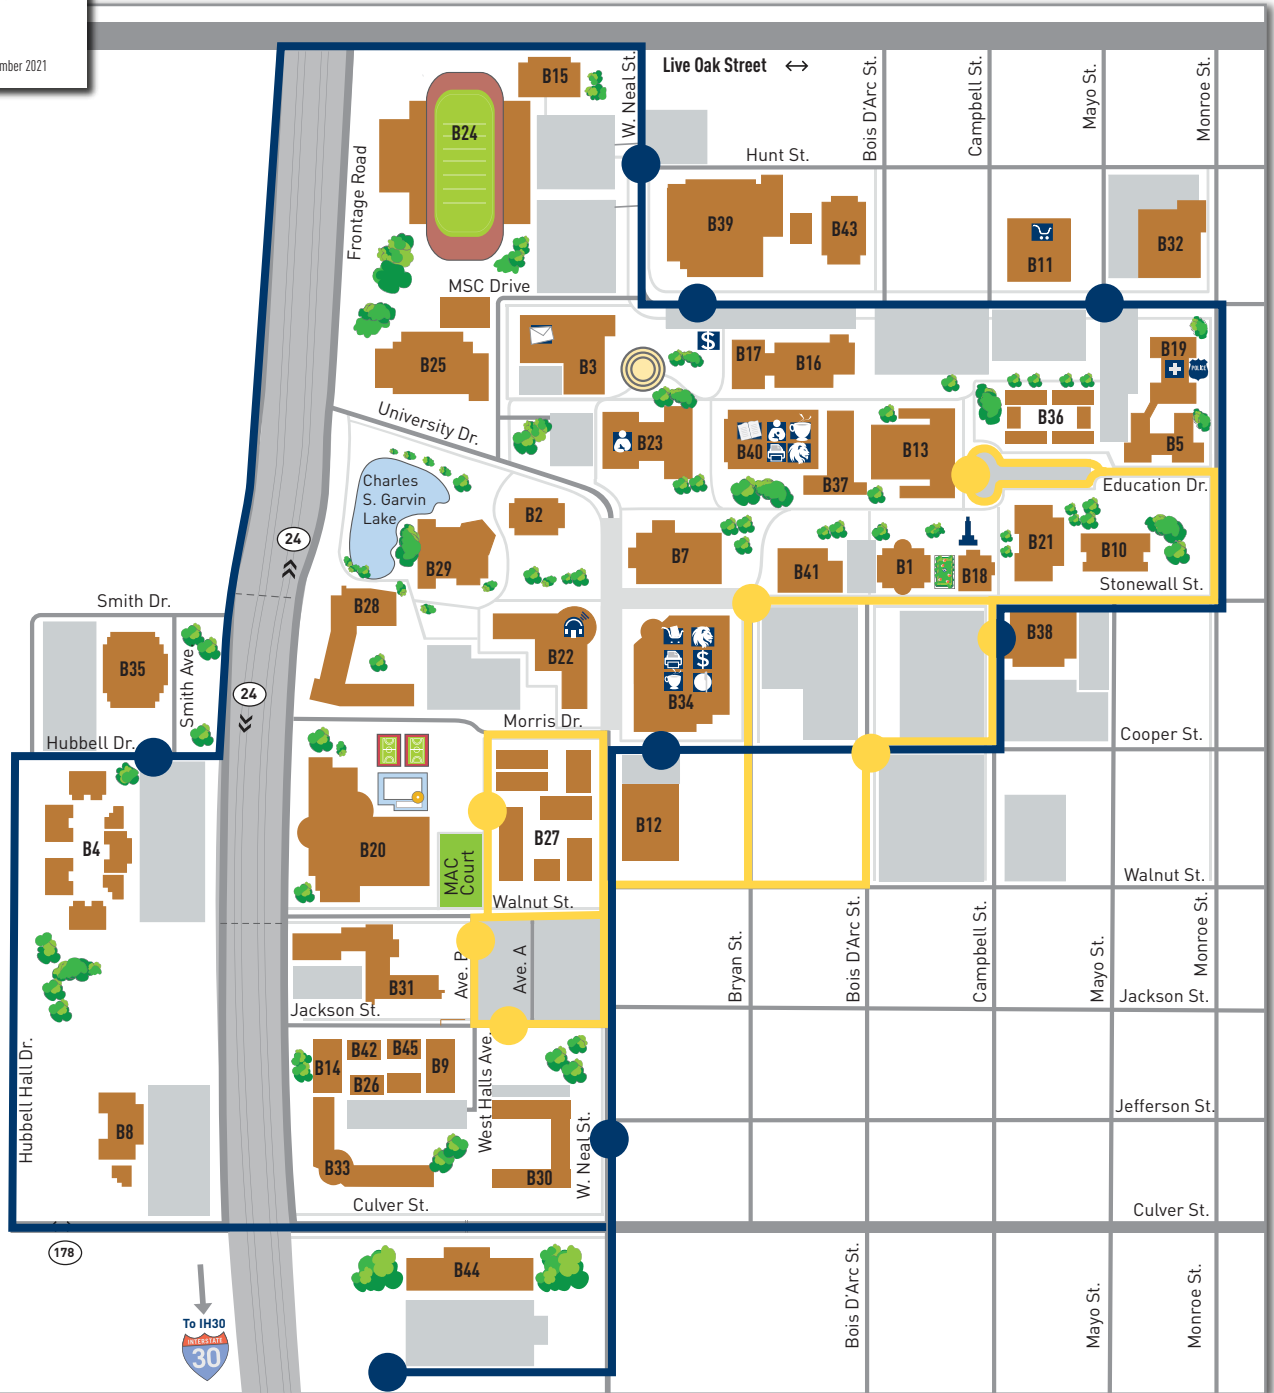 mber 2021
Live Oak Street ↔
W. Neal St.
Bois D'Arc St.
Campbell St.
Mayo St.
Monroe St.
B15
B24
Frontage Road
Hunt St.
B39
B43
B11
B32
MSC Drive
B25
B3
$
B17
B16
B19
POLICE
B36
B5
University Dr.
B23
B40
B37
B13
Education Dr.
Charles
S. Garvin
Lake
B2
B29
B7
B41
B1
B18
B21
B10
Stonewall St.
24
Smith Dr.
B28
B22
B35
Smith Ave
24
$
B34
B38
Hubbell Dr.
Morris Dr.
Cooper St.
B4
B20
MAC
Court
B27
B12
Walnut St.
Walnut St.
Ave. A
B31
Jackson St.
Bryan St.
Bois D'Arc St.
Campbell St.
Mayo St.
Monroe St.
Jackson St.
Hubbell Hall Dr.
B14
B42
B45
B9
B26
West Halls Ave.
W. Neal St.
Jefferson St.
B8
B33
B30
Culver St.
Culver St.
178
B44
Bois D'Arc St.
Mayo St.
Monroe St.
To IH30
INTERSTATE
30